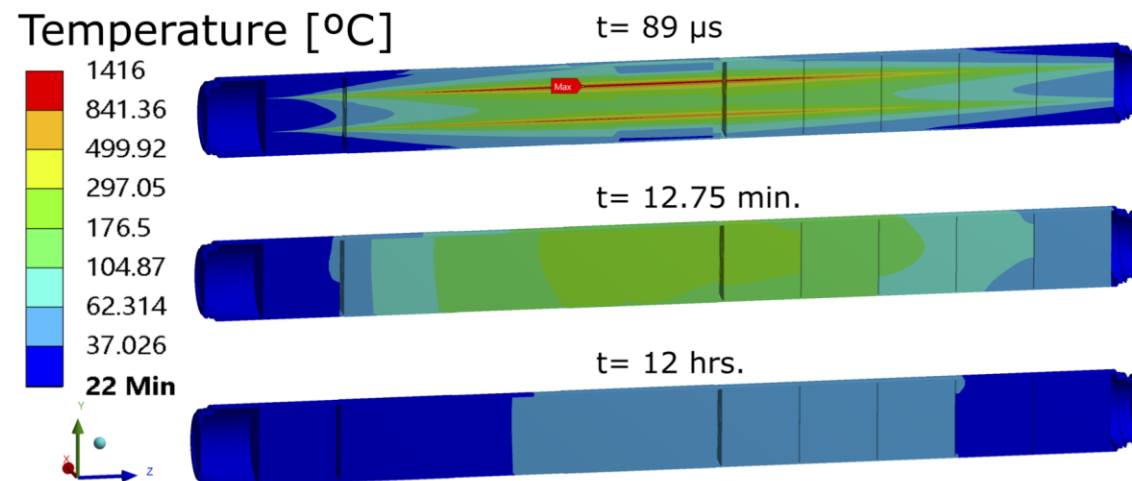 Temperature [ºC]
1416
841.36
499.92
297.05
176.5
104.87
62.314
37.026
22 Min
t= 89 µs
Max
t= 12.75 min.
t= 12 hrs.
Y
X
Z